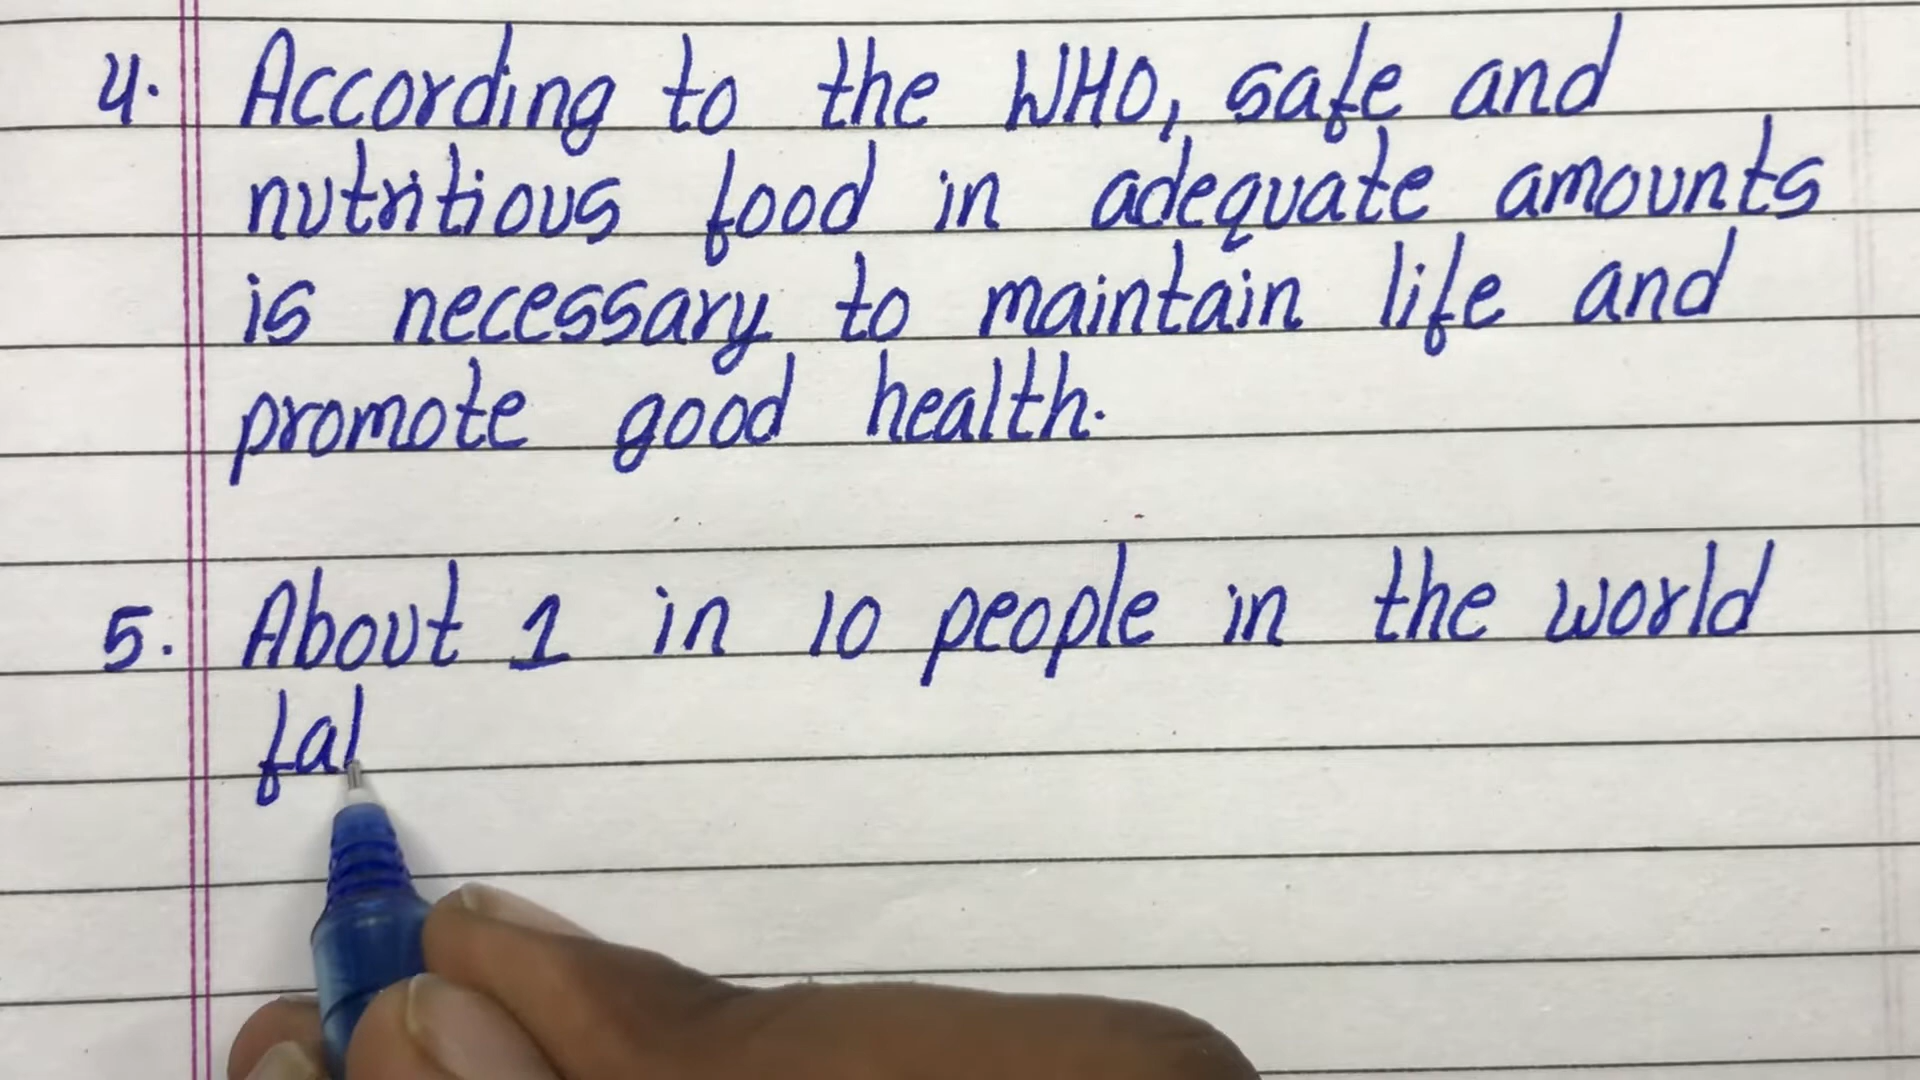 4. According to the WHO, safe and
nutritious food in adequate amounts
is necessary to maintain life and
promote good health.
5. About 1 in 10 people in the world
fal